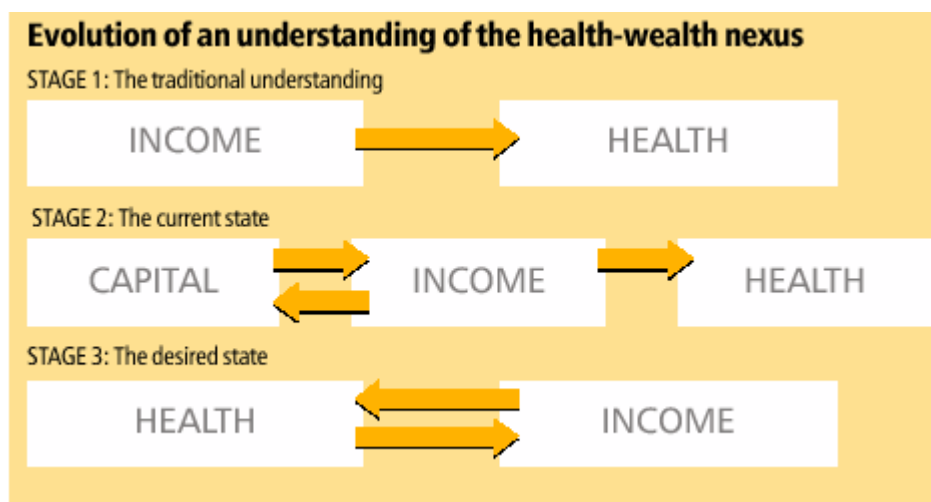 Evolution of an understanding of the health-wealth nexus
STAGE 1: The traditional understanding
INCOME HEALTH
STAGE 2: The current state
CAPITAL INCOME HEALTH
STAGE 3: The desired state
HEALTH INCOME